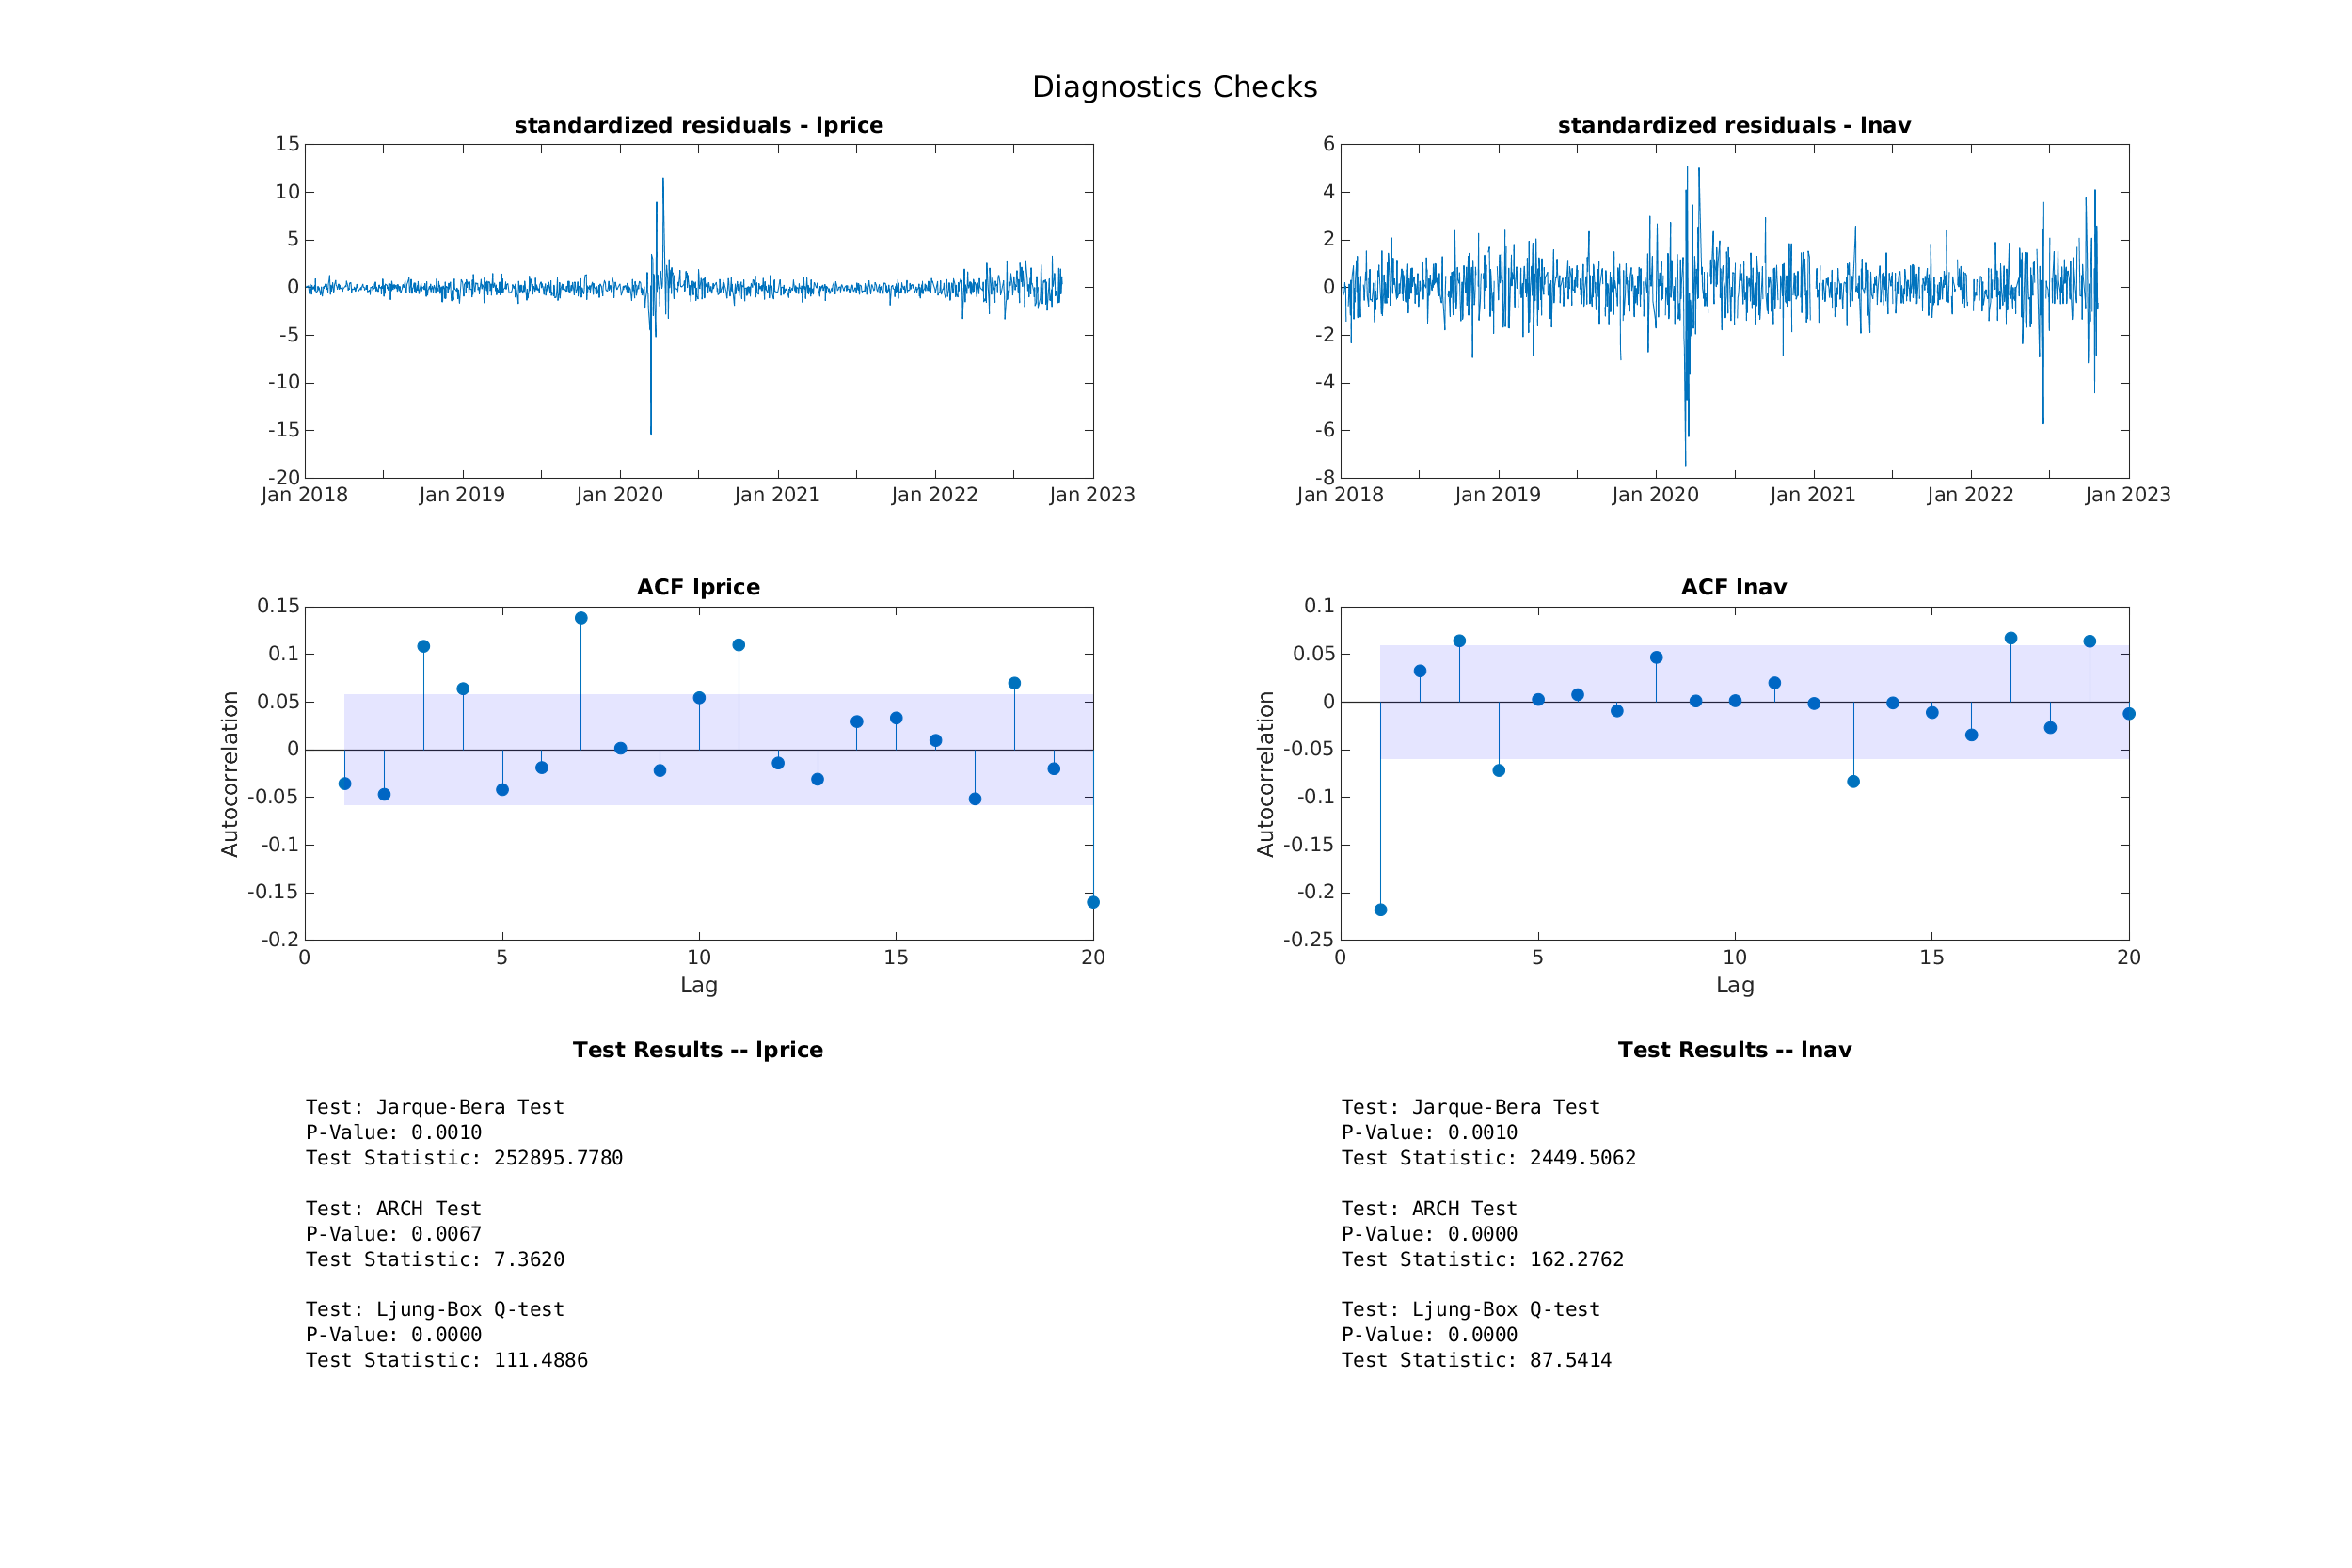 Diagnostics Checks
standardized residuals - lprice
15
10
5
0
-5
-10
-15
-20
Jan 2018 Jan 2019 Jan 2020 Jan 2021 Jan 2022 Jan 2023
standardized residuals - lnav
6
4
2
0
-2
-4
-6
-8
Jan 2018 Jan 2019 Jan 2020 Jan 2021 Jan 2022 Jan 2023
ACF lprice
Autocorrelation
0.15
0.1
0.05
0
-0.05
-0.1
-0.15
-0.2
0 5 10 15 20
Lag
ACF lnav
Autocorrelation
0.1
0.05
0
-0.05
-0.1
-0.15
-0.2
-0.25
0 5 10 15 20
Lag
Test Results -- lprice
Test: Jarque-Bera Test
P-Value: 0.0010
Test Statistic: 252895.7780
Test: ARCH Test
P-Value: 0.0067
Test Statistic: 7.3620
Test: Ljung-Box Q-test
P-Value: 0.0000
Test Statistic: 111.4886
Test Results -- lnav
Test: Jarque-Bera Test
P-Value: 0.0010
Test Statistic: 2449.5062
Test: ARCH Test
P-Value: 0.0000
Test Statistic: 162.2762
Test: Ljung-Box Q-test
P-Value: 0.0000
Test Statistic: 87.5414